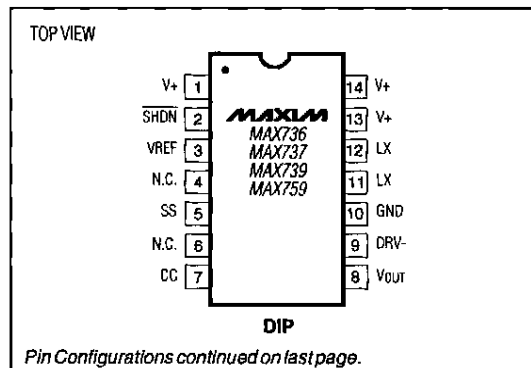 TOP VIEW
V+ 1 14 V+
SHDN 2 13 V+
VREF 3 12 LX
N.C. 4 11 LX
SS 5 10 GND
N.C. 6 9 DRV-
CC 7 8 VOUT
MAXIM
MAX736
MAX737
MAX739
MAX759
DIP
Pin Configurations continued on last page.